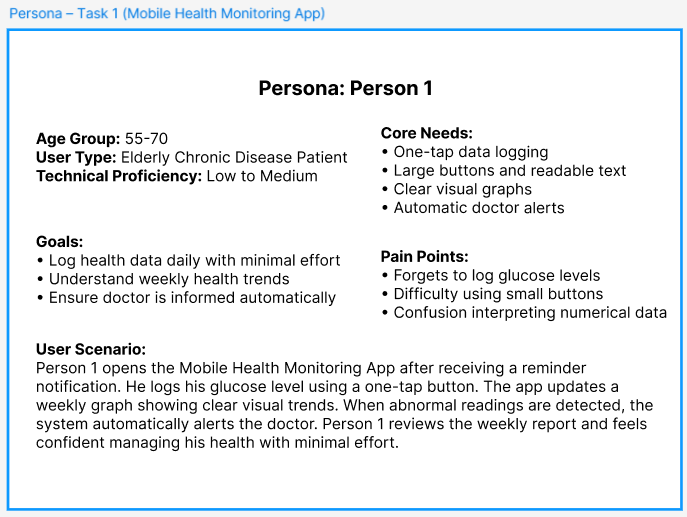 Persona – Task 1 (Mobile Health Monitoring App)
Persona: Person 1
Age Group: 55-70
User Type: Elderly Chronic Disease Patient
Technical Proficiency: Low to Medium
Core Needs:
• One-tap data logging
• Large buttons and readable text
• Clear visual graphs
• Automatic doctor alerts
Goals:
• Log health data daily with minimal effort
• Understand weekly health trends
• Ensure doctor is informed automatically
Pain Points:
• Forgets to log glucose levels
• Difficulty using small buttons
• Confusion interpreting numerical data
User Scenario:
Person 1 opens the Mobile Health Monitoring App after receiving a reminder
notification. He logs his glucose level using a one-tap button. The app updates a
weekly graph showing clear visual trends. When abnormal readings are detected, the
system automatically alerts the doctor. Person 1 reviews the weekly report and feels
confident managing his health with minimal effort.